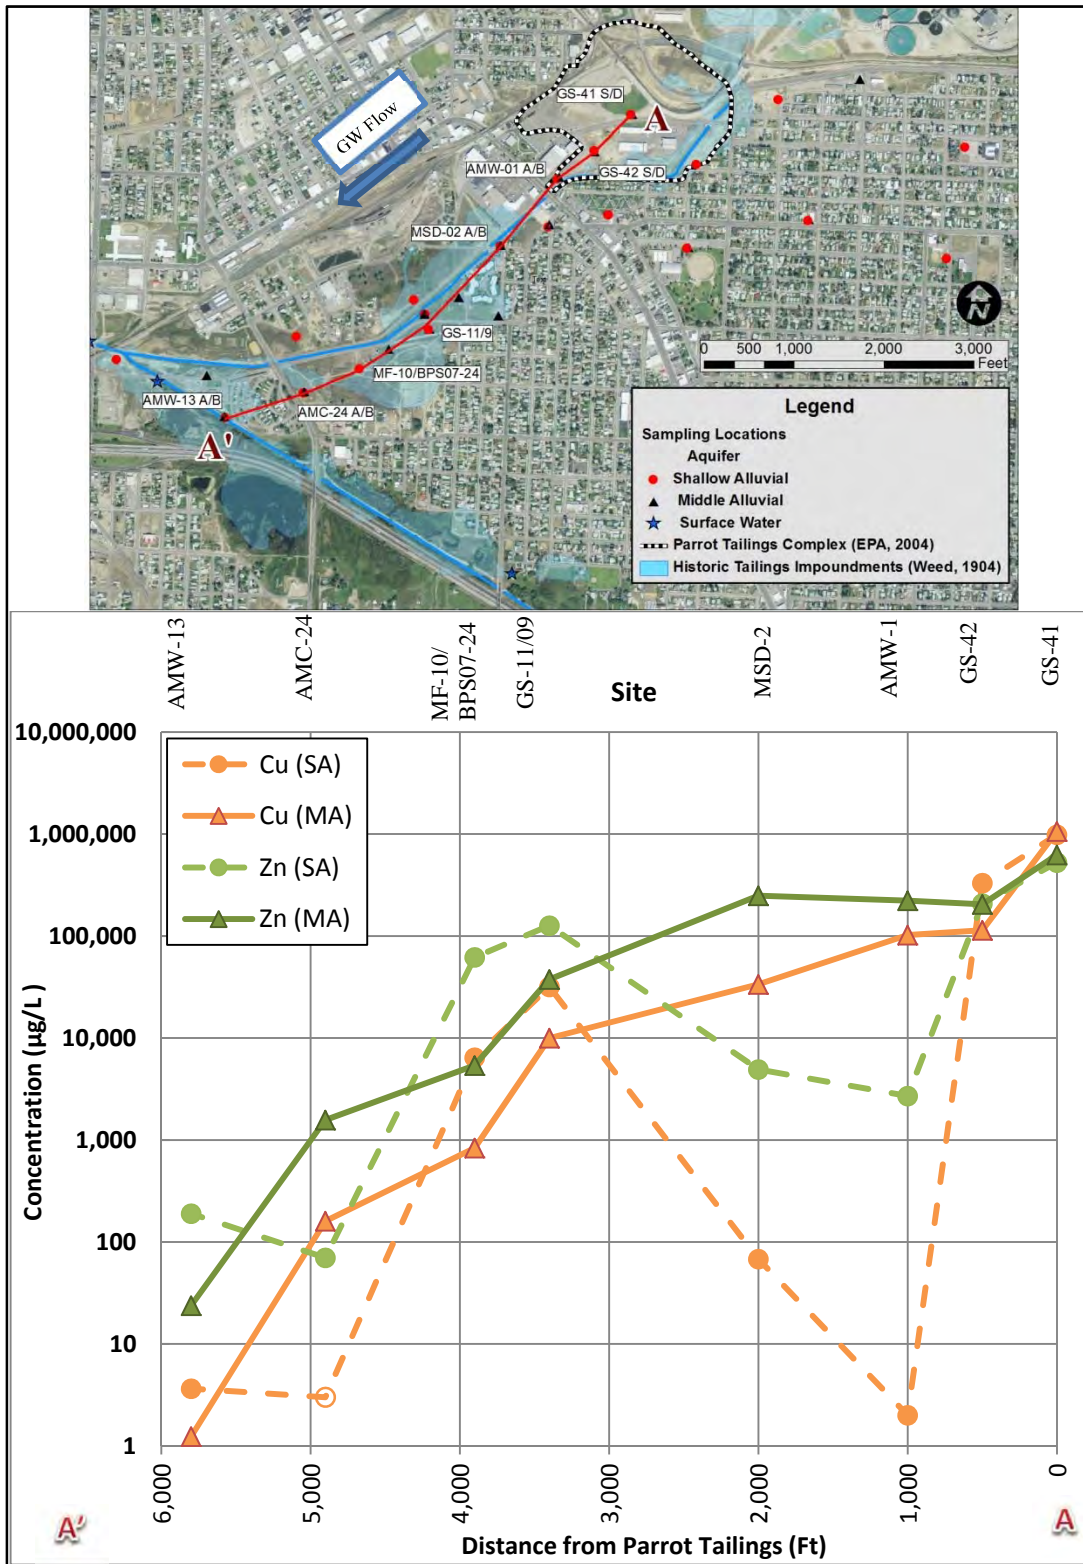 GW Flow
GS-41 S/D
A
AMW-01 A/B
GS-42 S/D
MSD-02 A/B
GS-11/9
MF-10/BPS07-24
AMW-13 A/B
AMC-24 A/B
A'
N
0 500 1,000 2,000 3,000
Feet
Legend
Sampling Locations
Aquifer
Shallow Alluvial
Middle Alluvial
Surface Water
Parrot Tailings Complex (EPA, 2004)
Historic Tailings Impoundments (Weed, 1904)
AMW-13
AMC-24
MF-10/
BPS07-24
GS-11/09
Site
MSD-2
AMW-1
GS-42
GS-41
10,000,000
1,000,000
100,000
10,000
1,000
100
10
1
Concentration (µg/L )
Cu (SA)
Cu (MA)
Zn (SA)
Zn (MA)
6,000
5,000
4,000
3,000
2,000
1,000
0
A'
Distance from Parrot Tailings (Ft)
A